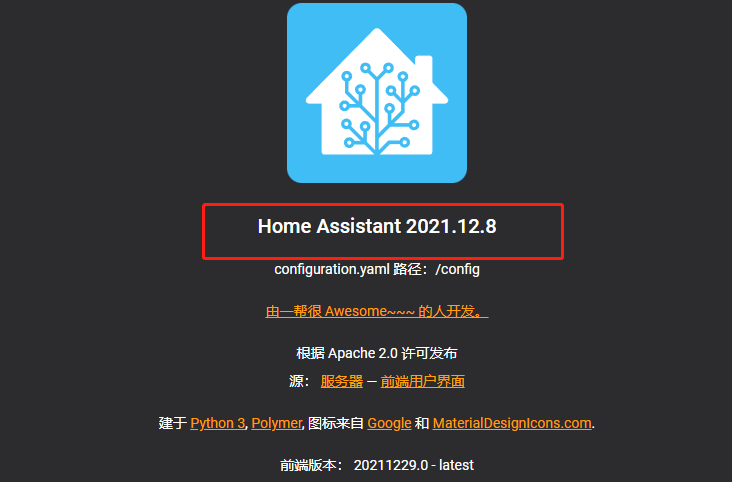 Home Assistant 2021.12.8
configuration.yaml 路径：/config
由一帮很 Awesome~~~ 的人开发。
根据 Apache 2.0 许可发布
源： 服务器 — 前端用户界面
建于 Python 3, Polymer, 图标来自 Google 和 MaterialDesignIcons.com.
前端版本： 20211229.0 - latest